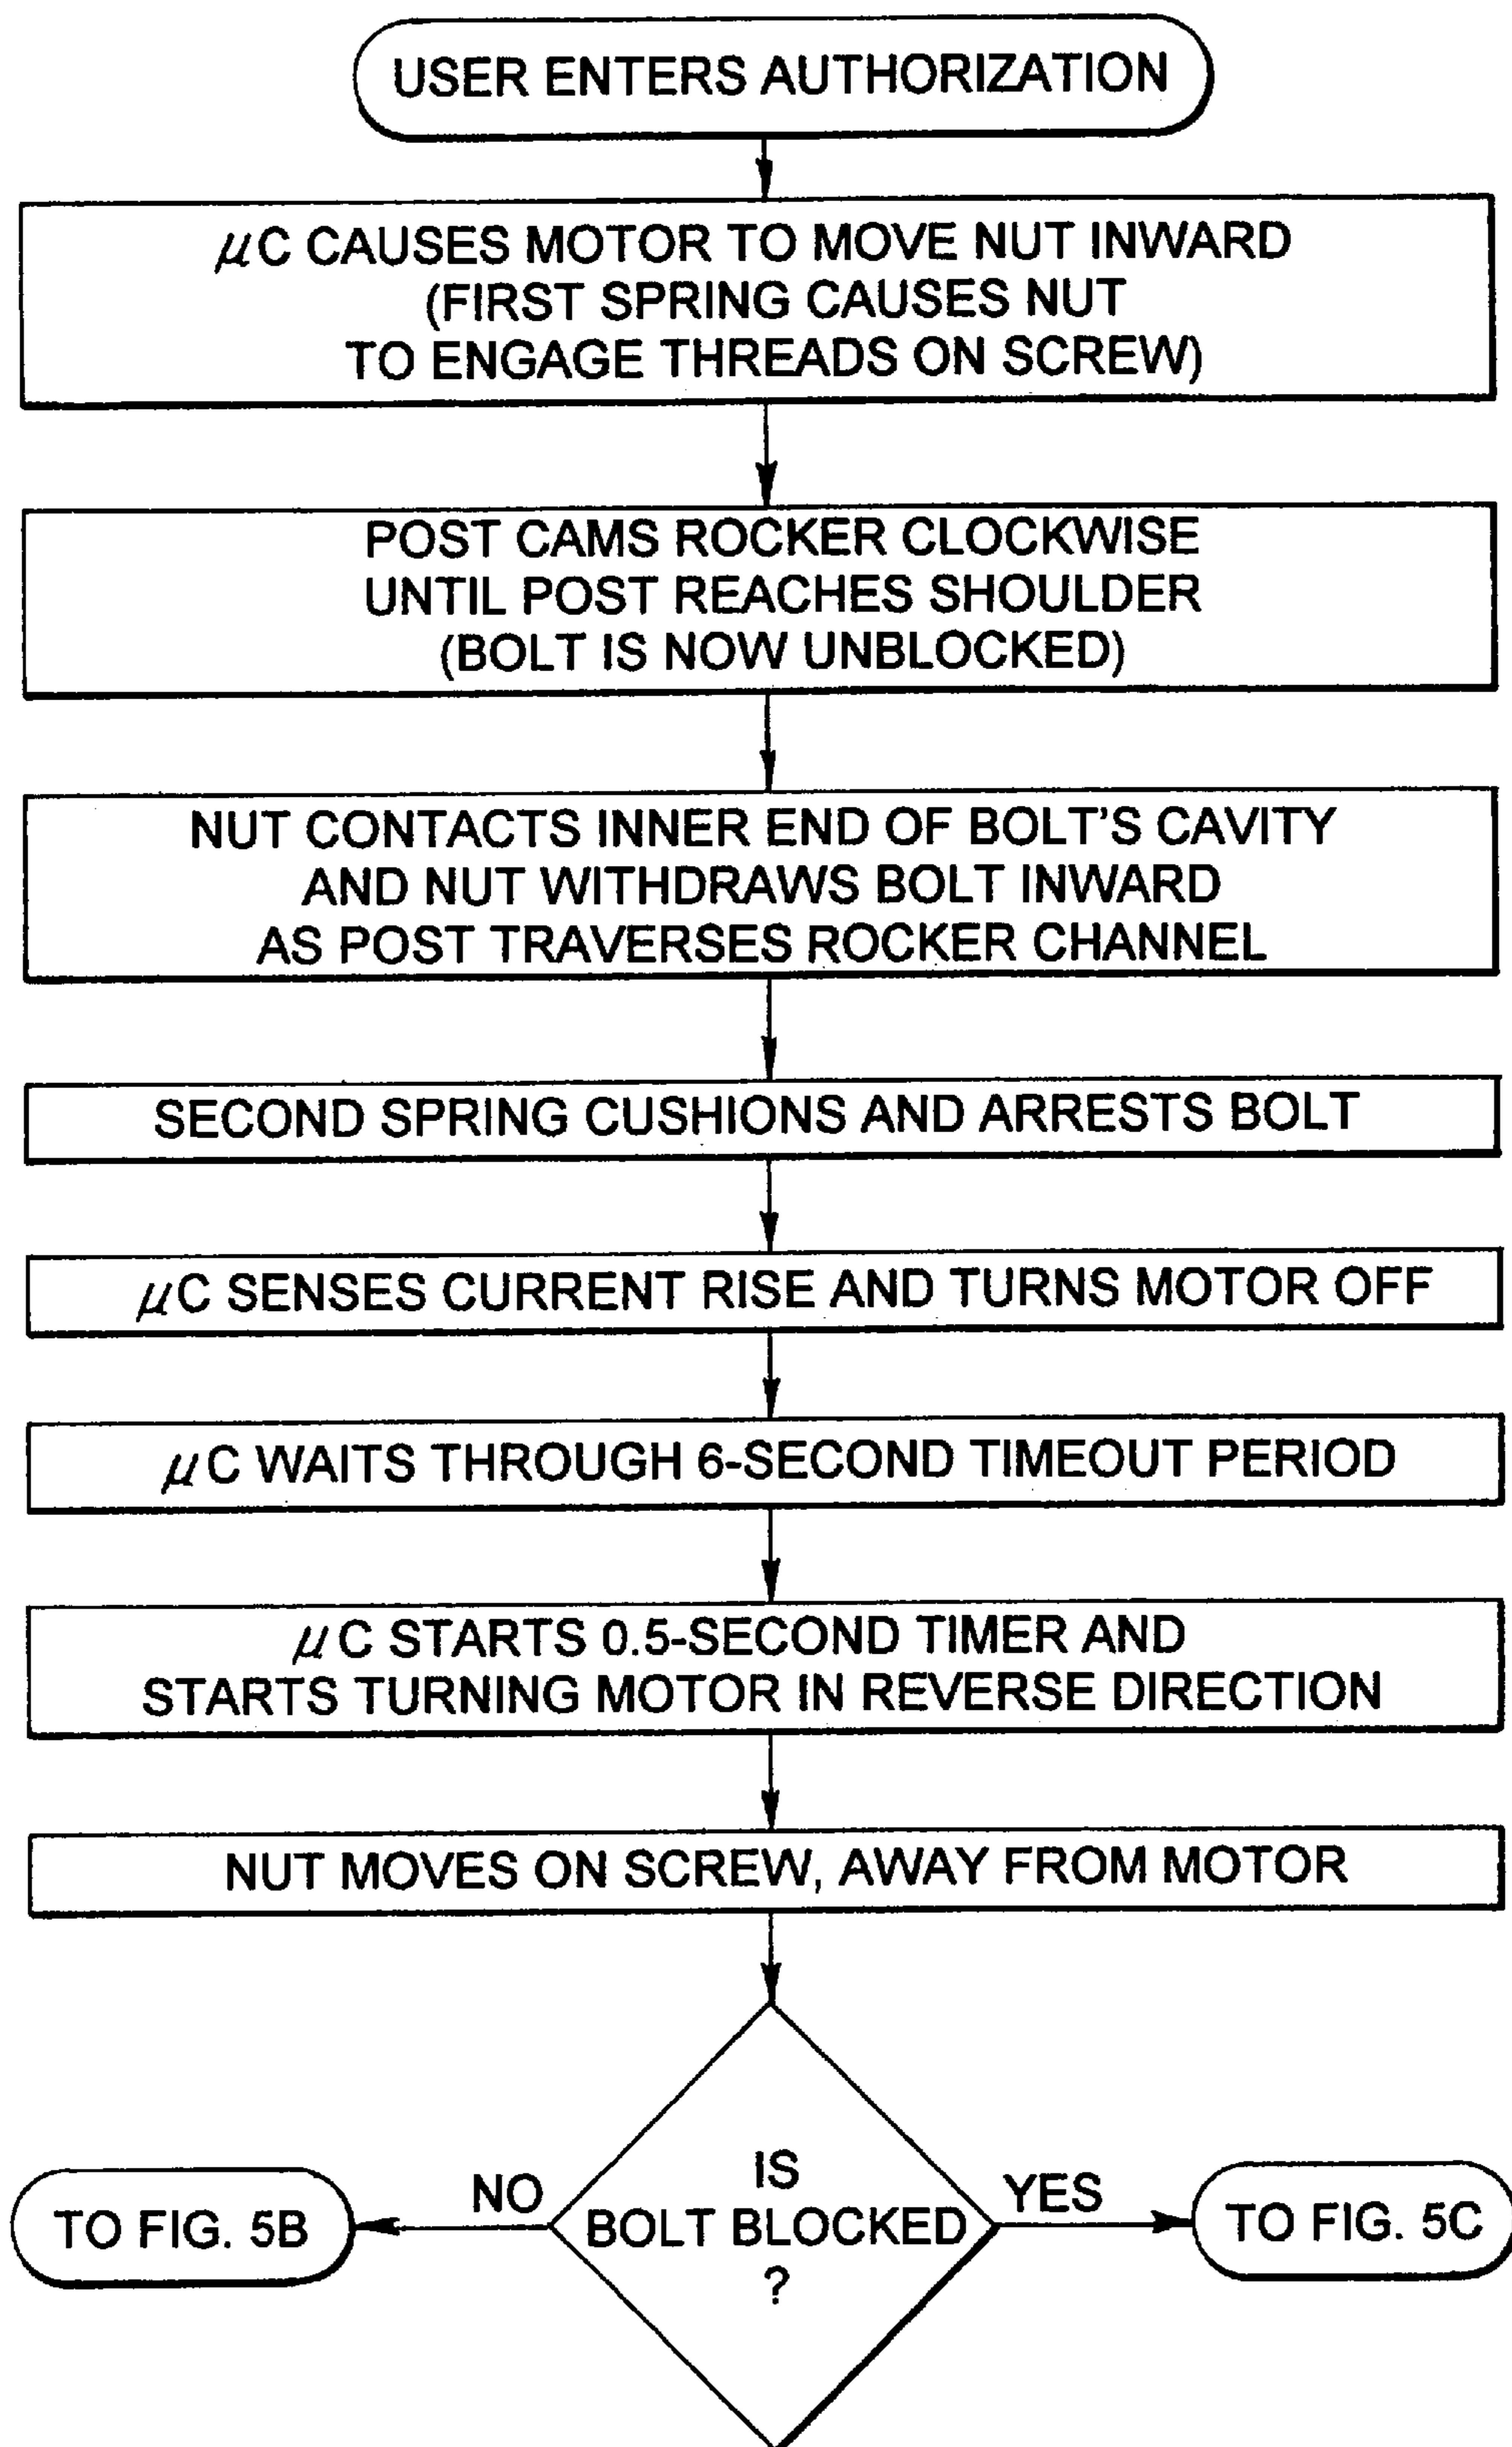 USER ENTERS AUTHORIZATION
μC CAUSES MOTOR TO MOVE NUT INWARD
(FIRST SPRING CAUSES NUT
TO ENGAGE THREADS ON SCREW)
POST CAMS ROCKER CLOCKWISE
UNTIL POST REACHES SHOULDER
(BOLT IS NOW UNBLOCKED)
NUT CONTACTS INNER END OF BOLT'S CAVITY
AND NUT WITHDRAWS BOLT INWARD
AS POST TRAVERSES ROCKER CHANNEL
SECOND SPRING CUSHIONS AND ARRESTS BOLT
μC SENSES CURRENT RISE AND TURNS MOTOR OFF
μC WAITS THROUGH 6-SECOND TIMEOUT PERIOD
μC STARTS 0.5-SECOND TIMER AND
STARTS TURNING MOTOR IN REVERSE DIRECTION
NUT MOVES ON SCREW, AWAY FROM MOTOR
IS
BOLT BLOCKED
?
NO
YES
TO FIG. 5B
TO FIG. 5C